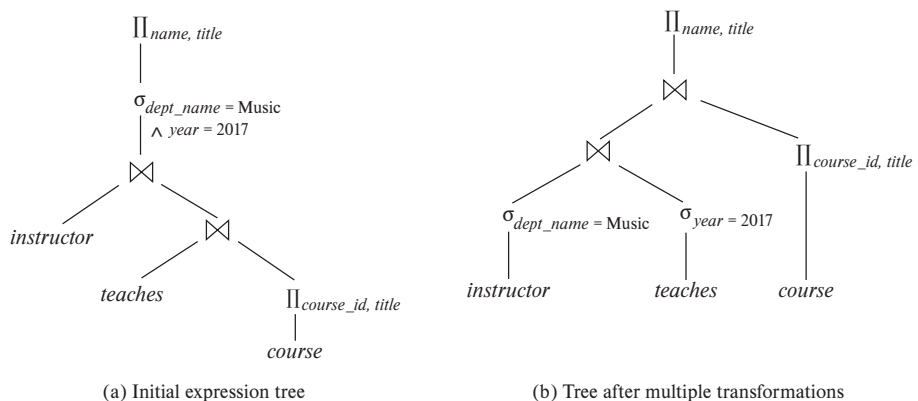 ∏name, title
σdept_name = Music
∧ year = 2017
⋈
instructor
⋈
teaches
∏course_id, title
course
(a) Initial expression tree
∏name, title
⋈
⋈
∏course_id, title
σdept_name = Music
σyear = 2017
instructor
teaches
course
(b) Tree after multiple transformations